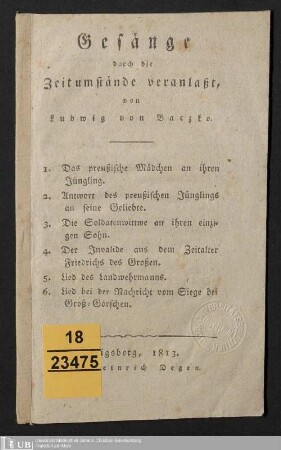 Gesänge
durch die
Zeitumstände veranlaßt,
von
Ludwig von Baczko.
1. Das preußische Mädchen an ihren
Jüngling.
2. Antwort des preußischen Jünglings
an seine Geliebte.
3. Die Soldatenwittwe an ihren einzi-
gen Sohn.
4. Der Invalide aus dem Zeitalter
Friedrichs des Großen.
5. Lied des Landwehrmanns.
6. Lied bei der Nachricht vom Siege bei
Groß-Görschen.
18
23475
igsberg, 1813.
einrich Degen.
UB